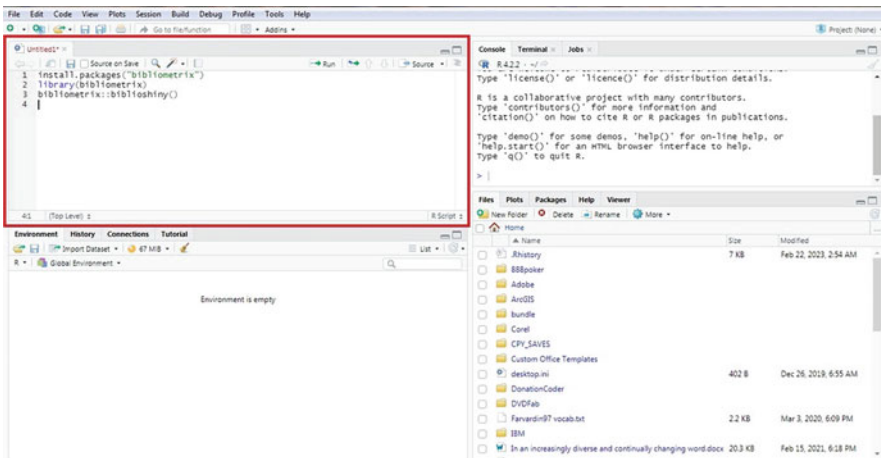 File Edit Code View Plots Session Build Debug Profile Tools Help
Go to file/function Addins Project: (None)
Untitled1*
Source on Save Run Source
1 install.packages("bibliometrix")
2 library(bibliometrix)
3 bibliometrix::biblioshiny()
4
4:1 (Top Level) R Script
Environment History Connections Tutorial
Import Dataset 67 MiB List
R Global Environment
Environment is empty
Console Terminal Jobs
R 4.2.2 · ~/
Type 'license()' or 'licence()' for distribution details.
R is a collaborative project with many contributors.
Type 'contributors()' for more information and
'citation()' on how to cite R or R packages in publications.
Type 'demo()' for some demos, 'help()' for on-line help, or
'help.start()' for an HTML browser interface to help.
Type 'q()' to quit R.
>
Files Plots Packages Help Viewer
New Folder Delete Rename More
Home
Name Size Modified
.Rhistory 7 KB Feb 22, 2023, 2:54 AM
888poker
Adobe
ArcGIS
bundle
Corel
CPY_SAVES
Custom Office Templates
desktop.ini 402 B Dec 26, 2019, 6:55 AM
DonationCoder
DVDFab
Farvardin97 vocab.txt 2.2 KB Mar 3, 2020, 6:09 PM
IBM
In an increasingly diverse and continually changing word.docx 20.3 KB Feb 15, 2021, 6:18 PM